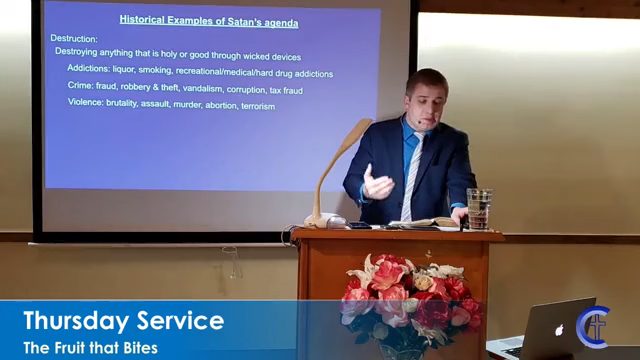 Historical Examples of Satan's agenda
Destruction:
Destroying anything that is holy or good through wicked devices
Addictions: liquor, smoking, recreational/medical/hard drug addictions
Crime: fraud, robbery & theft, vandalism, corruption, tax fraud
Violence: brutality, assault, murder, abortion, terrorism
Thursday Service
The Fruit that Bites